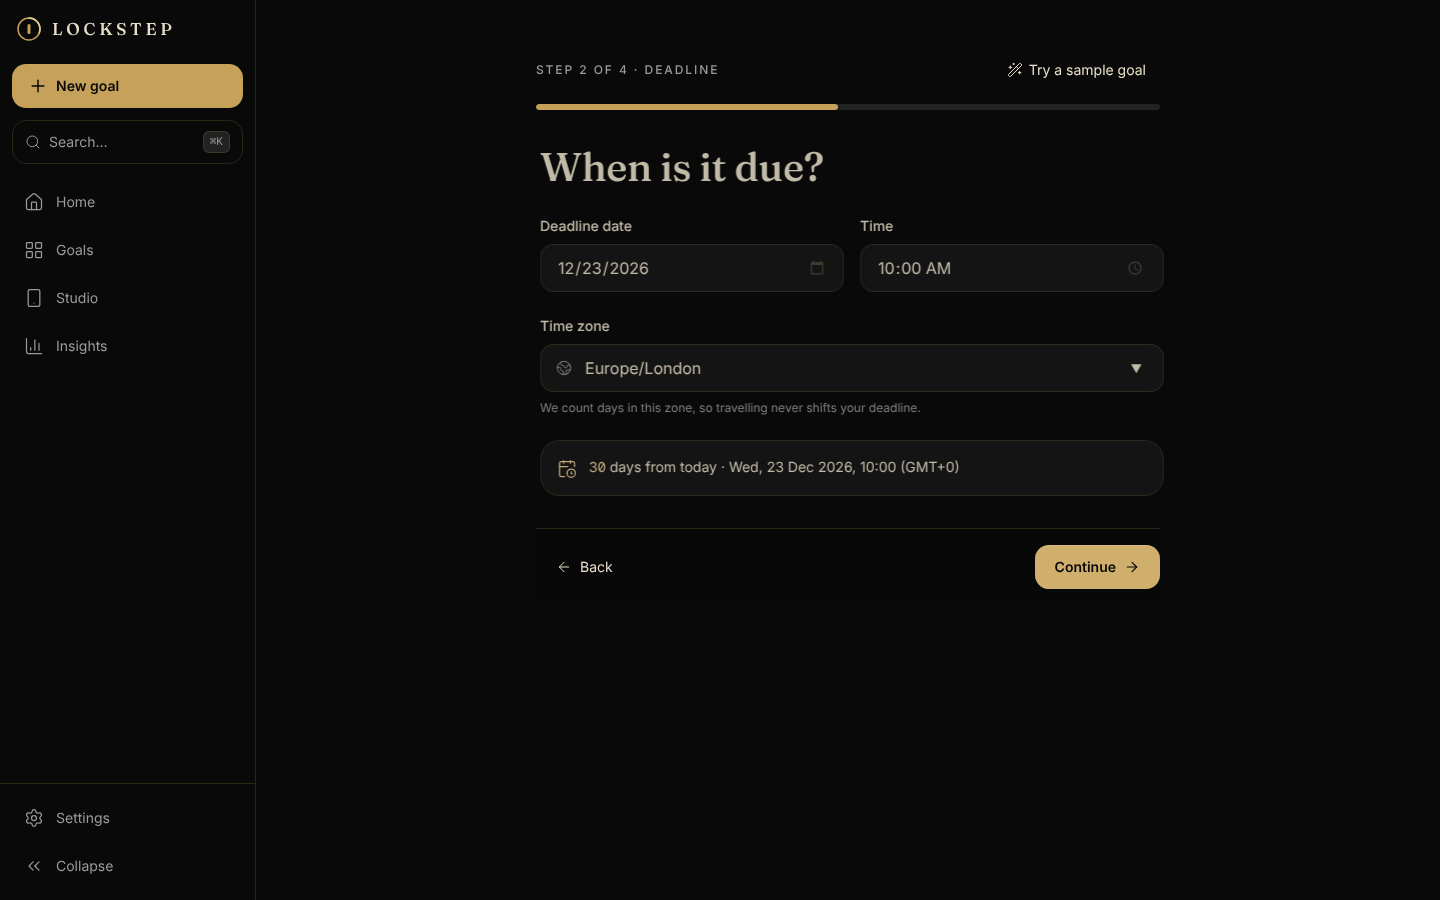 LOCKSTEP
New goal
Search...
⌘K
Home
Goals
Studio
Insights
Settings
Collapse
STEP 2 OF 4 · DEADLINE
Try a sample goal
When is it due?
Deadline date
Time
12/23/2026
10:00 AM
Time zone
Europe/London
We count days in this zone, so travelling never shifts your deadline.
30 days from today · Wed, 23 Dec 2026, 10:00 (GMT+0)
Back
Continue